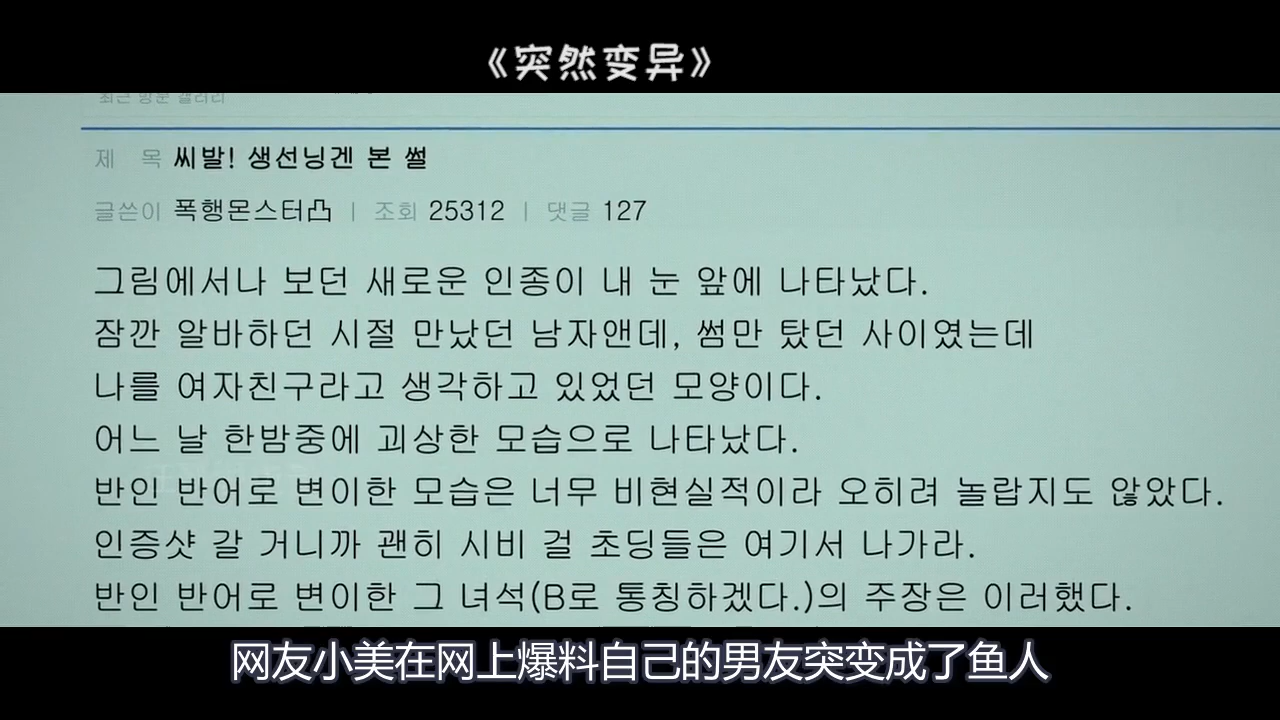 《突然变异》
최근 방문 갤러리
제 목 씨발! 생선닝겐 본 썰
글쓴이 폭행몬스터凸 | 조회 25312 | 댓글 127
그림에서나 보던 새로운 인종이 내 눈 앞에 나타났다.
잠깐 알바하던 시절 만났던 남자앤데, 썸만 탔던 사이였는데
나를 여자친구라고 생각하고 있었던 모양이다.
어느 날 한밤중에 괴상한 모습으로 나타났다.
반인 반어로 변이한 모습은 너무 비현실적이라 오히려 놀랍지도 않았다.
인증샷 갈 거니까 괜히 시비 걸 초딩들은 여기서 나가라.
반인 반어로 변이한 그 녀석(B로 통칭하겠다.)의 주장은 이러했다.
网友小美在网上爆料自己的男友突变成了鱼人